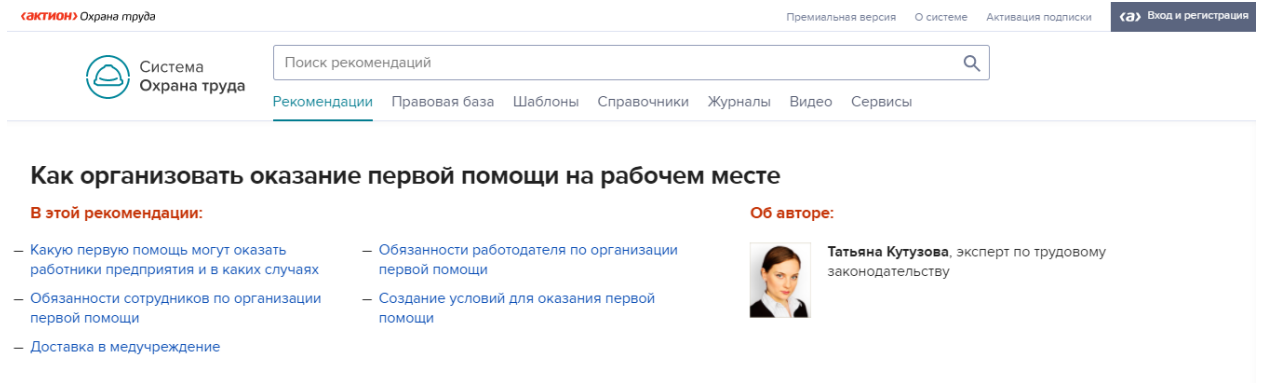 ‹актион› Охрана труда
Премиальная версия О системе Активация подписки ‹а› Вход и регистрация
Система
Охрана труда
Поиск рекомендаций
Рекомендации Правовая база Шаблоны Справочники Журналы Видео Сервисы
Как организовать оказание первой помощи на рабочем месте
В этой рекомендации:
– Какую первую помощь могут оказать
работники предприятия и в каких случаях
– Обязанности сотрудников по организации
первой помощи
– Доставка в медучреждение
– Обязанности работодателя по организации
первой помощи
– Создание условий для оказания первой
помощи
Об авторе:
Татьяна Кутузова, эксперт по трудовому
законодательству